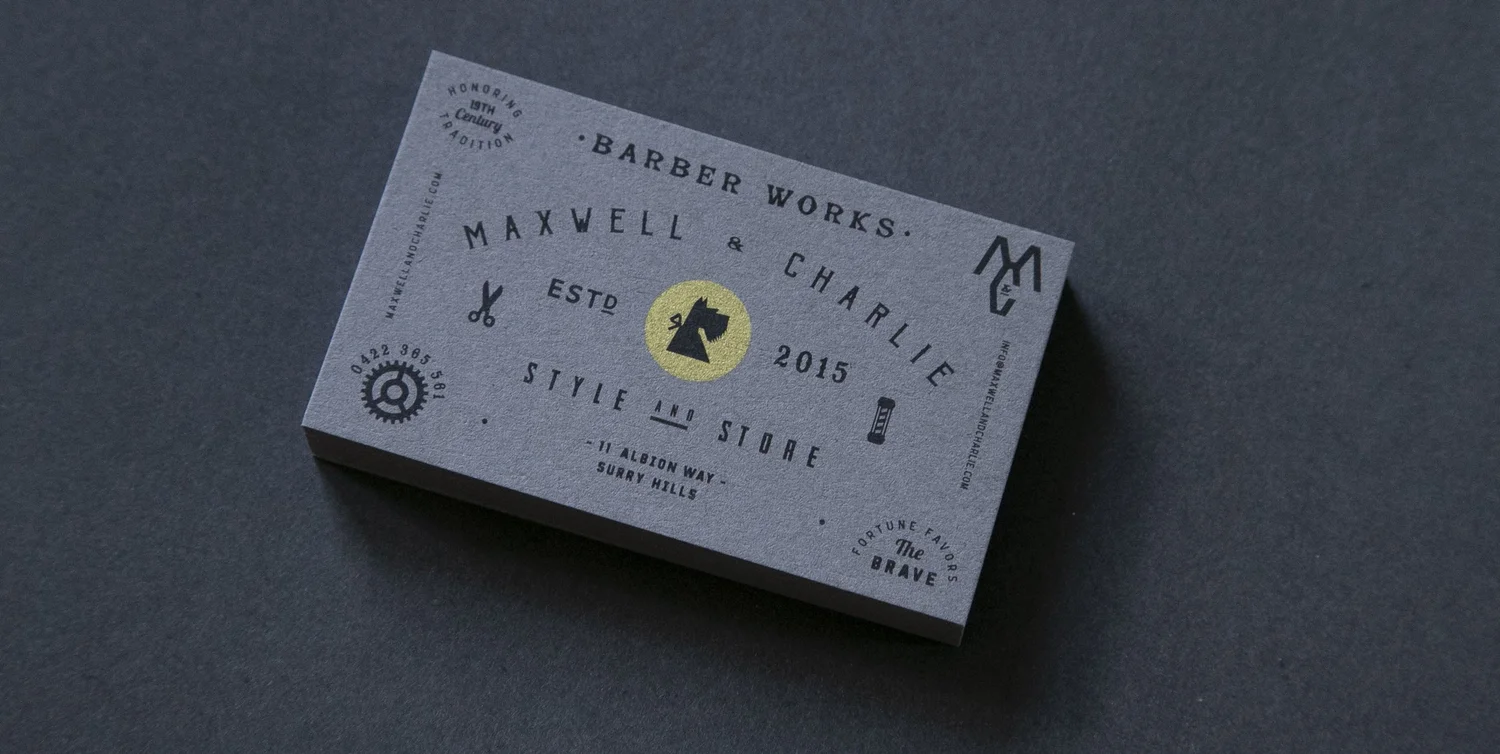 HONORING
19TH
Century
TRADITION
·BARBER WORKS·
MAXWELL & CHARLIE
MC
&
MAXWELLANDCHARLIE.COM
ESTD
2015
INFO@MAXWELLANDCHARLIE.COM
0422 365 561
STYLE AND STORE
- 11 ALBION WAY -
SURRY HILLS
FORTUNE FAVORS
The
BRAVE